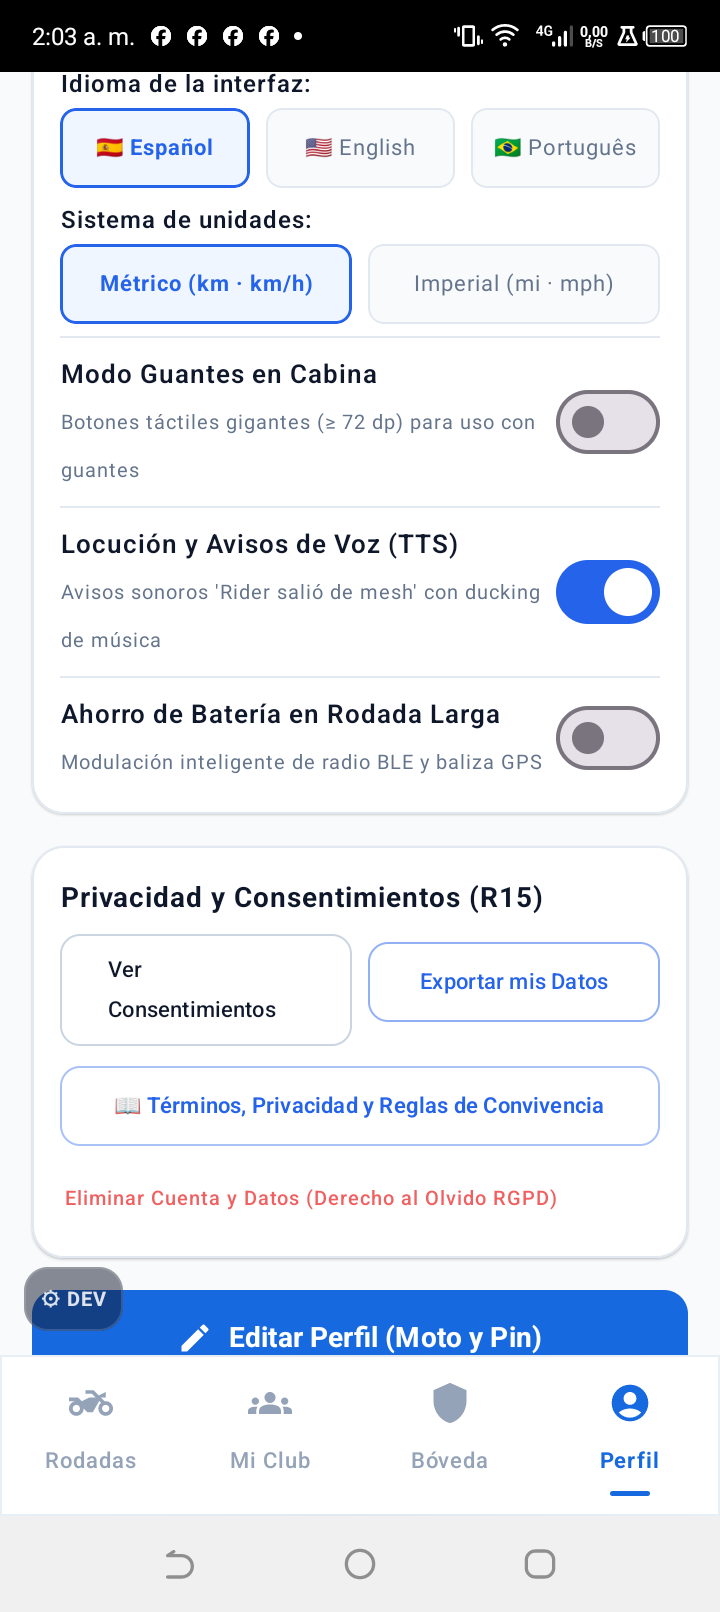 2:03 a. m.
4G
0,00
B/S
100
Idioma de la interfaz:
🇪🇸 Español
🇺🇸 English
🇧🇷 Português
Sistema de unidades:
Métrico (km · km/h)
Imperial (mi · mph)
Modo Guantes en Cabina
Botones táctiles gigantes (≥ 72 dp) para uso con
guantes
Locución y Avisos de Voz (TTS)
Avisos sonoros 'Rider salió de mesh' con ducking
de música
Ahorro de Batería en Rodada Larga
Modulación inteligente de radio BLE y baliza GPS
Privacidad y Consentimientos (R15)
Ver
Consentimientos
Exportar mis Datos
📖 Términos, Privacidad y Reglas de Convivencia
Eliminar Cuenta y Datos (Derecho al Olvido RGPD)
⚙ DEV
Editar Perfil (Moto y Pin)
Rodadas
Mi Club
Bóveda
Perfil